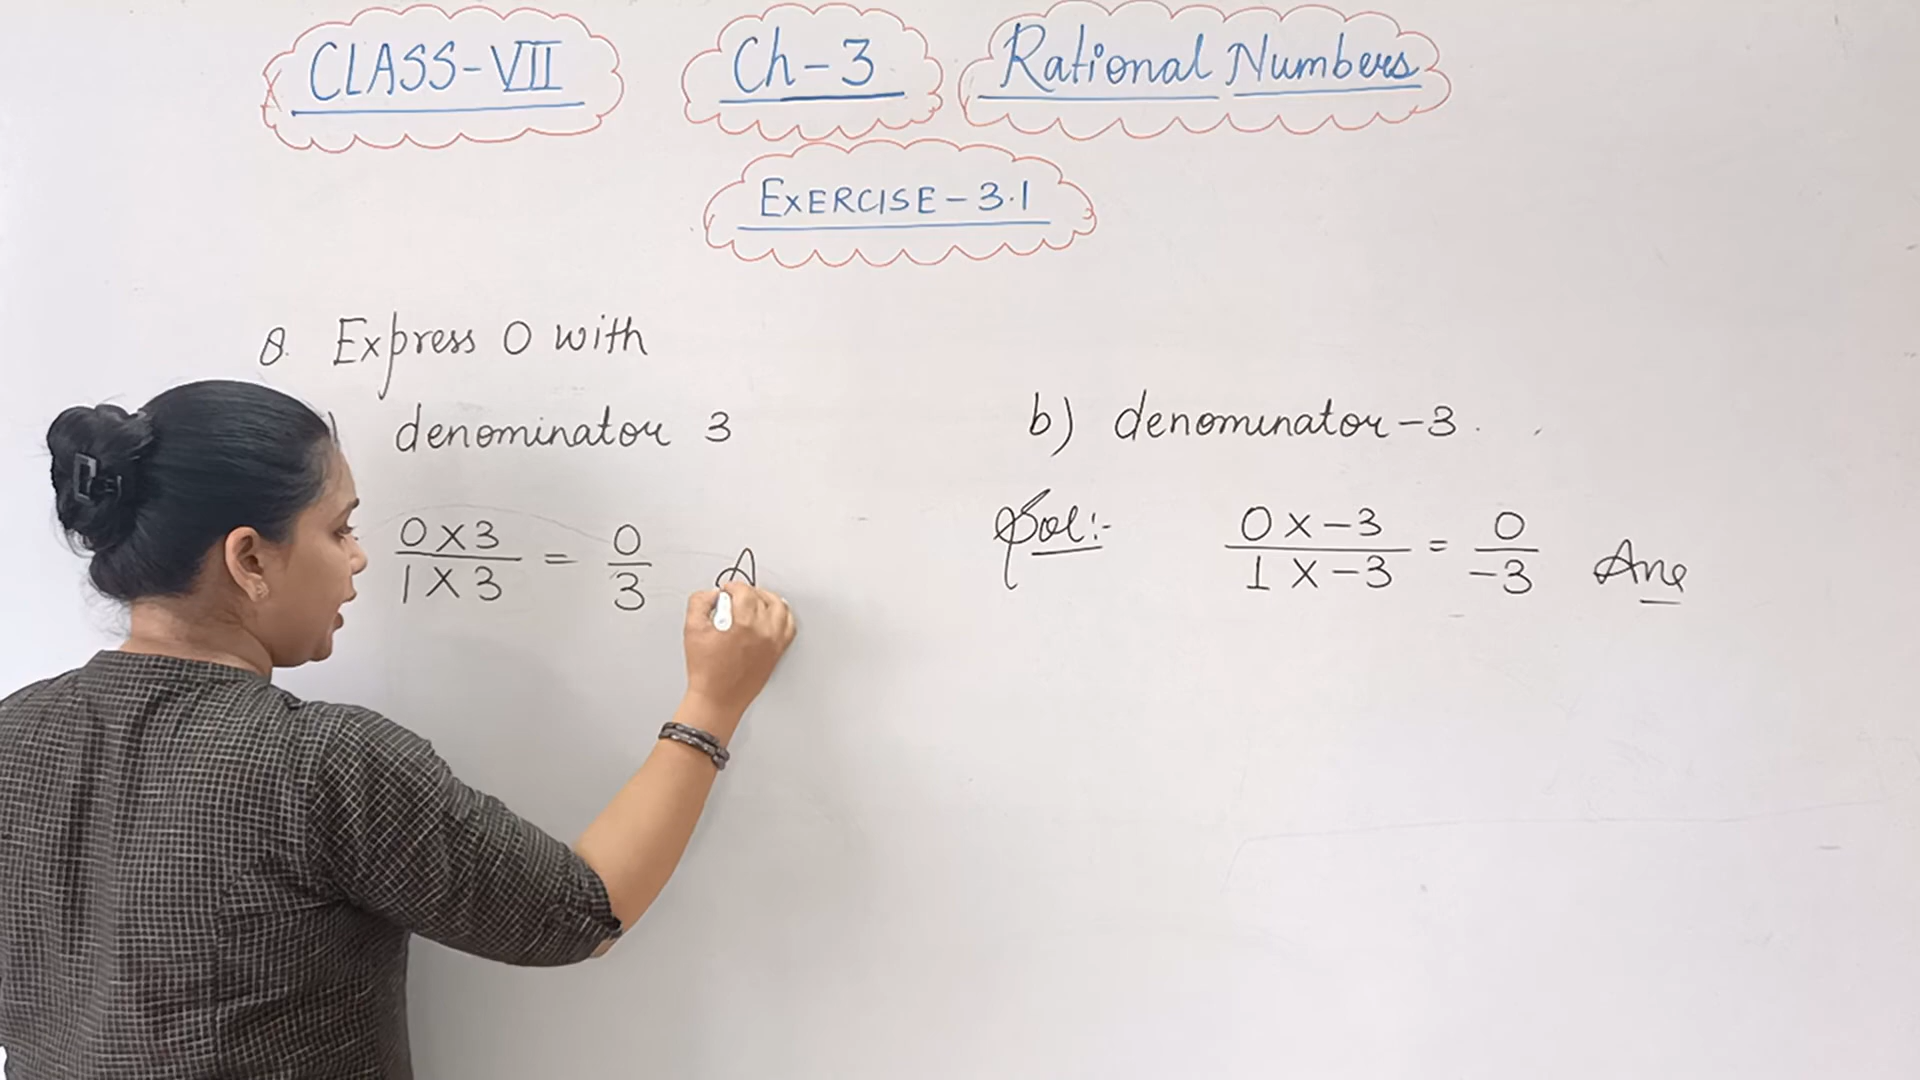 CLASS-VII
Ch-3
Rational Numbers
EXERCISE-3.1
8. Express 0 with
) denominator 3
0 X 3 / 1 X 3 = 0 / 3 A
b) denominator -3.
Sol:-
0 X -3 / 1 X -3 = 0 / -3 Ans